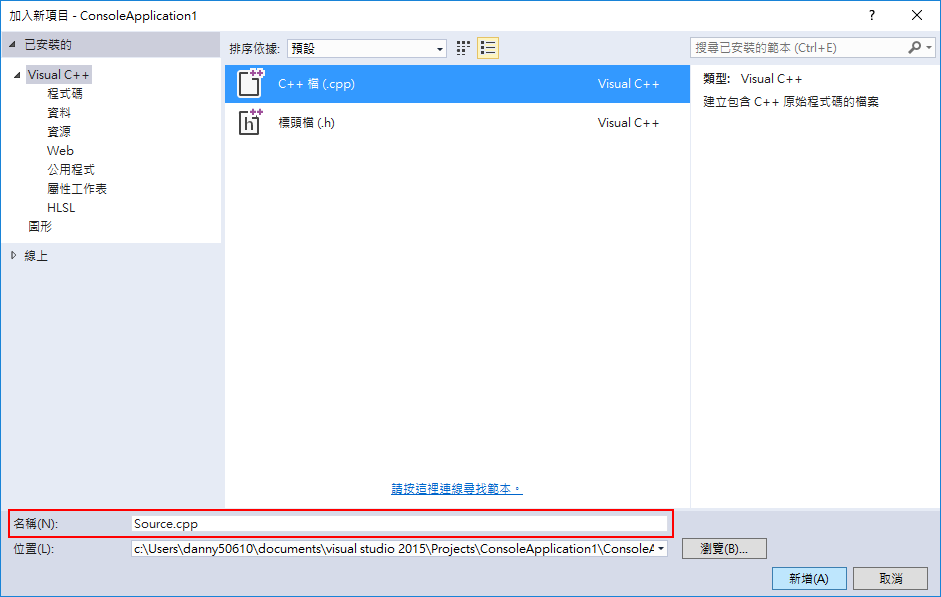 加入新項目 - ConsoleApplication1
?
已安裝的
排序依據:
預設
搜尋已安裝的範本 (Ctrl+E)
Visual C++
程式碼
資料
資源
Web
公用程式
屬性工作表
HLSL
圖形
線上
C++ 檔 (.cpp) Visual C++
h 標頭檔 (.h) Visual C++
類型: Visual C++
建立包含 C++ 原始程式碼的檔案
請按這裡連線尋找範本。
名稱(N): Source.cpp
位置(L): c:\Users\danny50610\documents\visual studio 2015\Projects\ConsoleApplication1\ConsoleA
瀏覽(B)...
新增(A) 取消